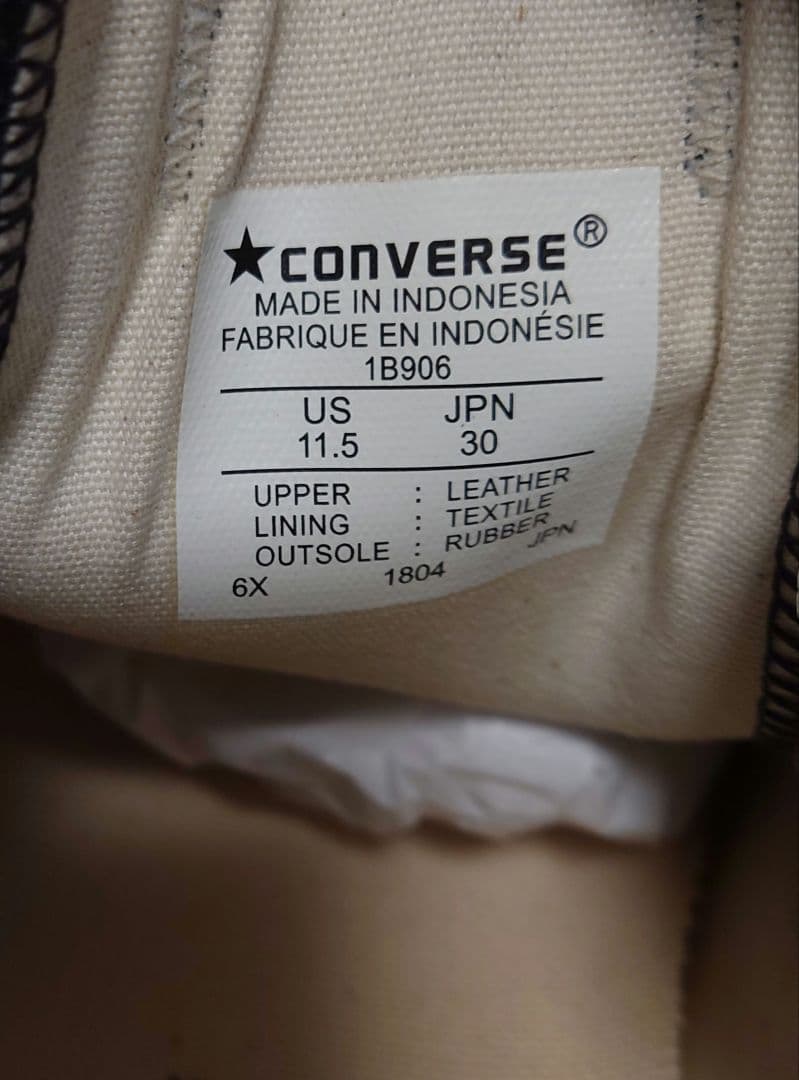 ★CONVERSE®
MADE IN INDONESIA
FABRIQUE EN INDONÉSIE
1B906
US JPN
11.5 30
UPPER : LEATHER
LINING : TEXTILE
OUTSOLE : RUBBER
JPN
6X 1804